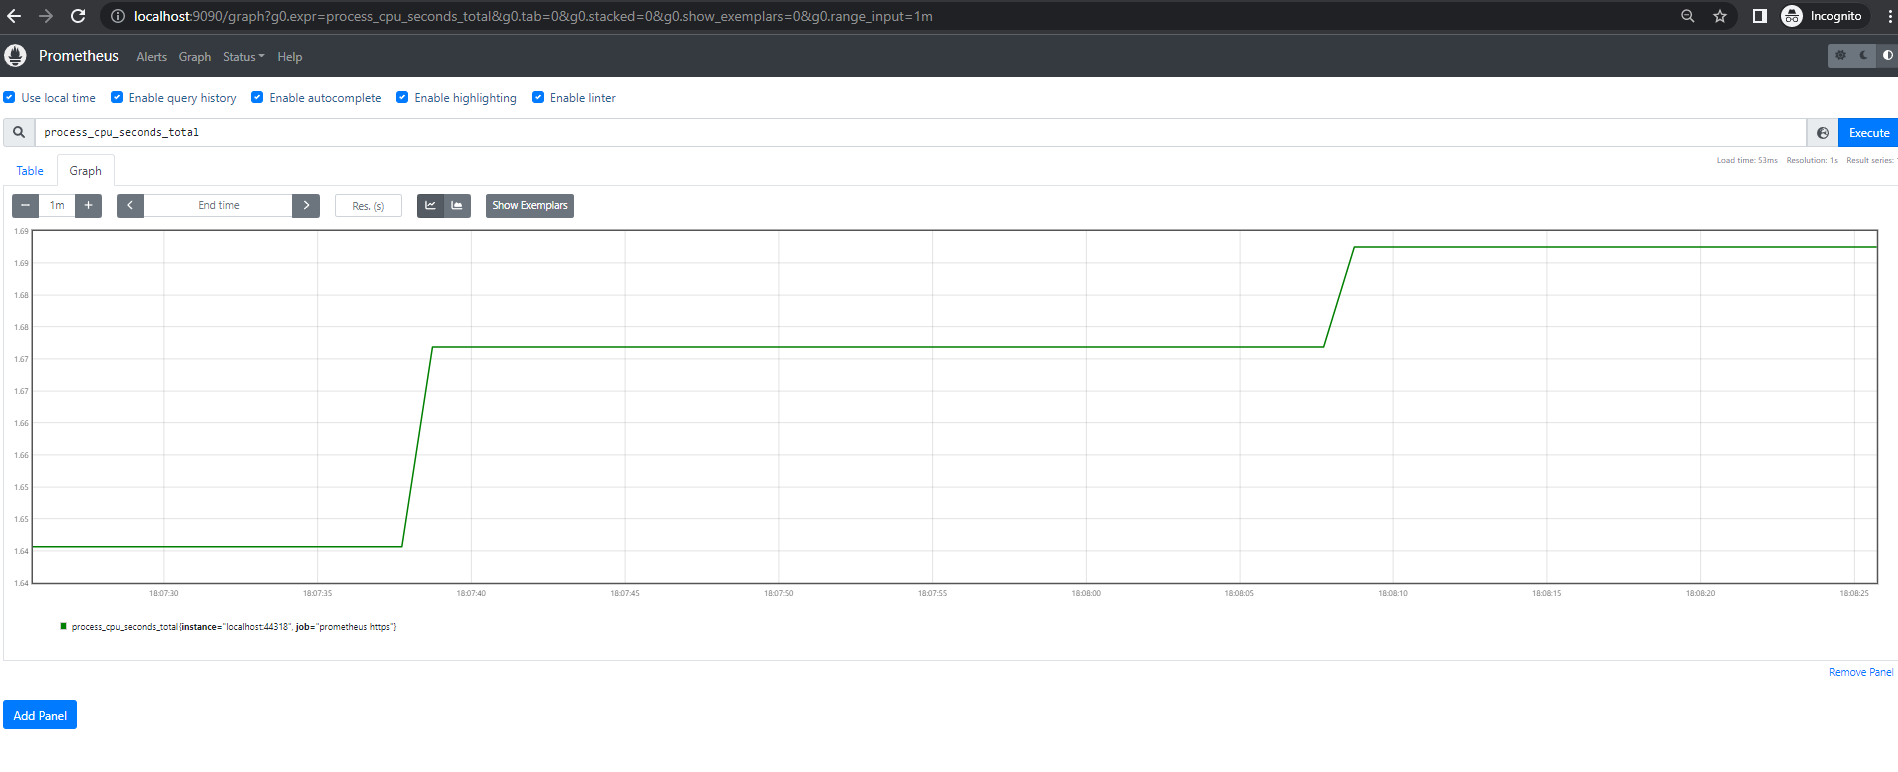 localhost:9090/graph?g0.expr=process_cpu_seconds_total&g0.tab=0&g0.stacked=0&g0.show_exemplars=0&g0.range_input=1m
Incognito
Prometheus Alerts Graph Status Help
Use local time Enable query history Enable autocomplete Enable highlighting Enable linter
process_cpu_seconds_total
Execute
Table Graph
Load time: 53ms Resolution: 1s Result series:
1m End time Res. (s) Show Exemplars
1.69
1.69
1.68
1.68
1.67
1.67
1.66
1.66
1.65
1.65
1.64
1.64
18:07:30 18:07:35 18:07:40 18:07:45 18:07:50 18:07:55 18:08:00 18:08:05 18:08:10 18:08:15 18:08:20 18:08:25
process_cpu_seconds_total{instance="localhost:44318", job="prometheus https"}
Remove Panel
Add Panel